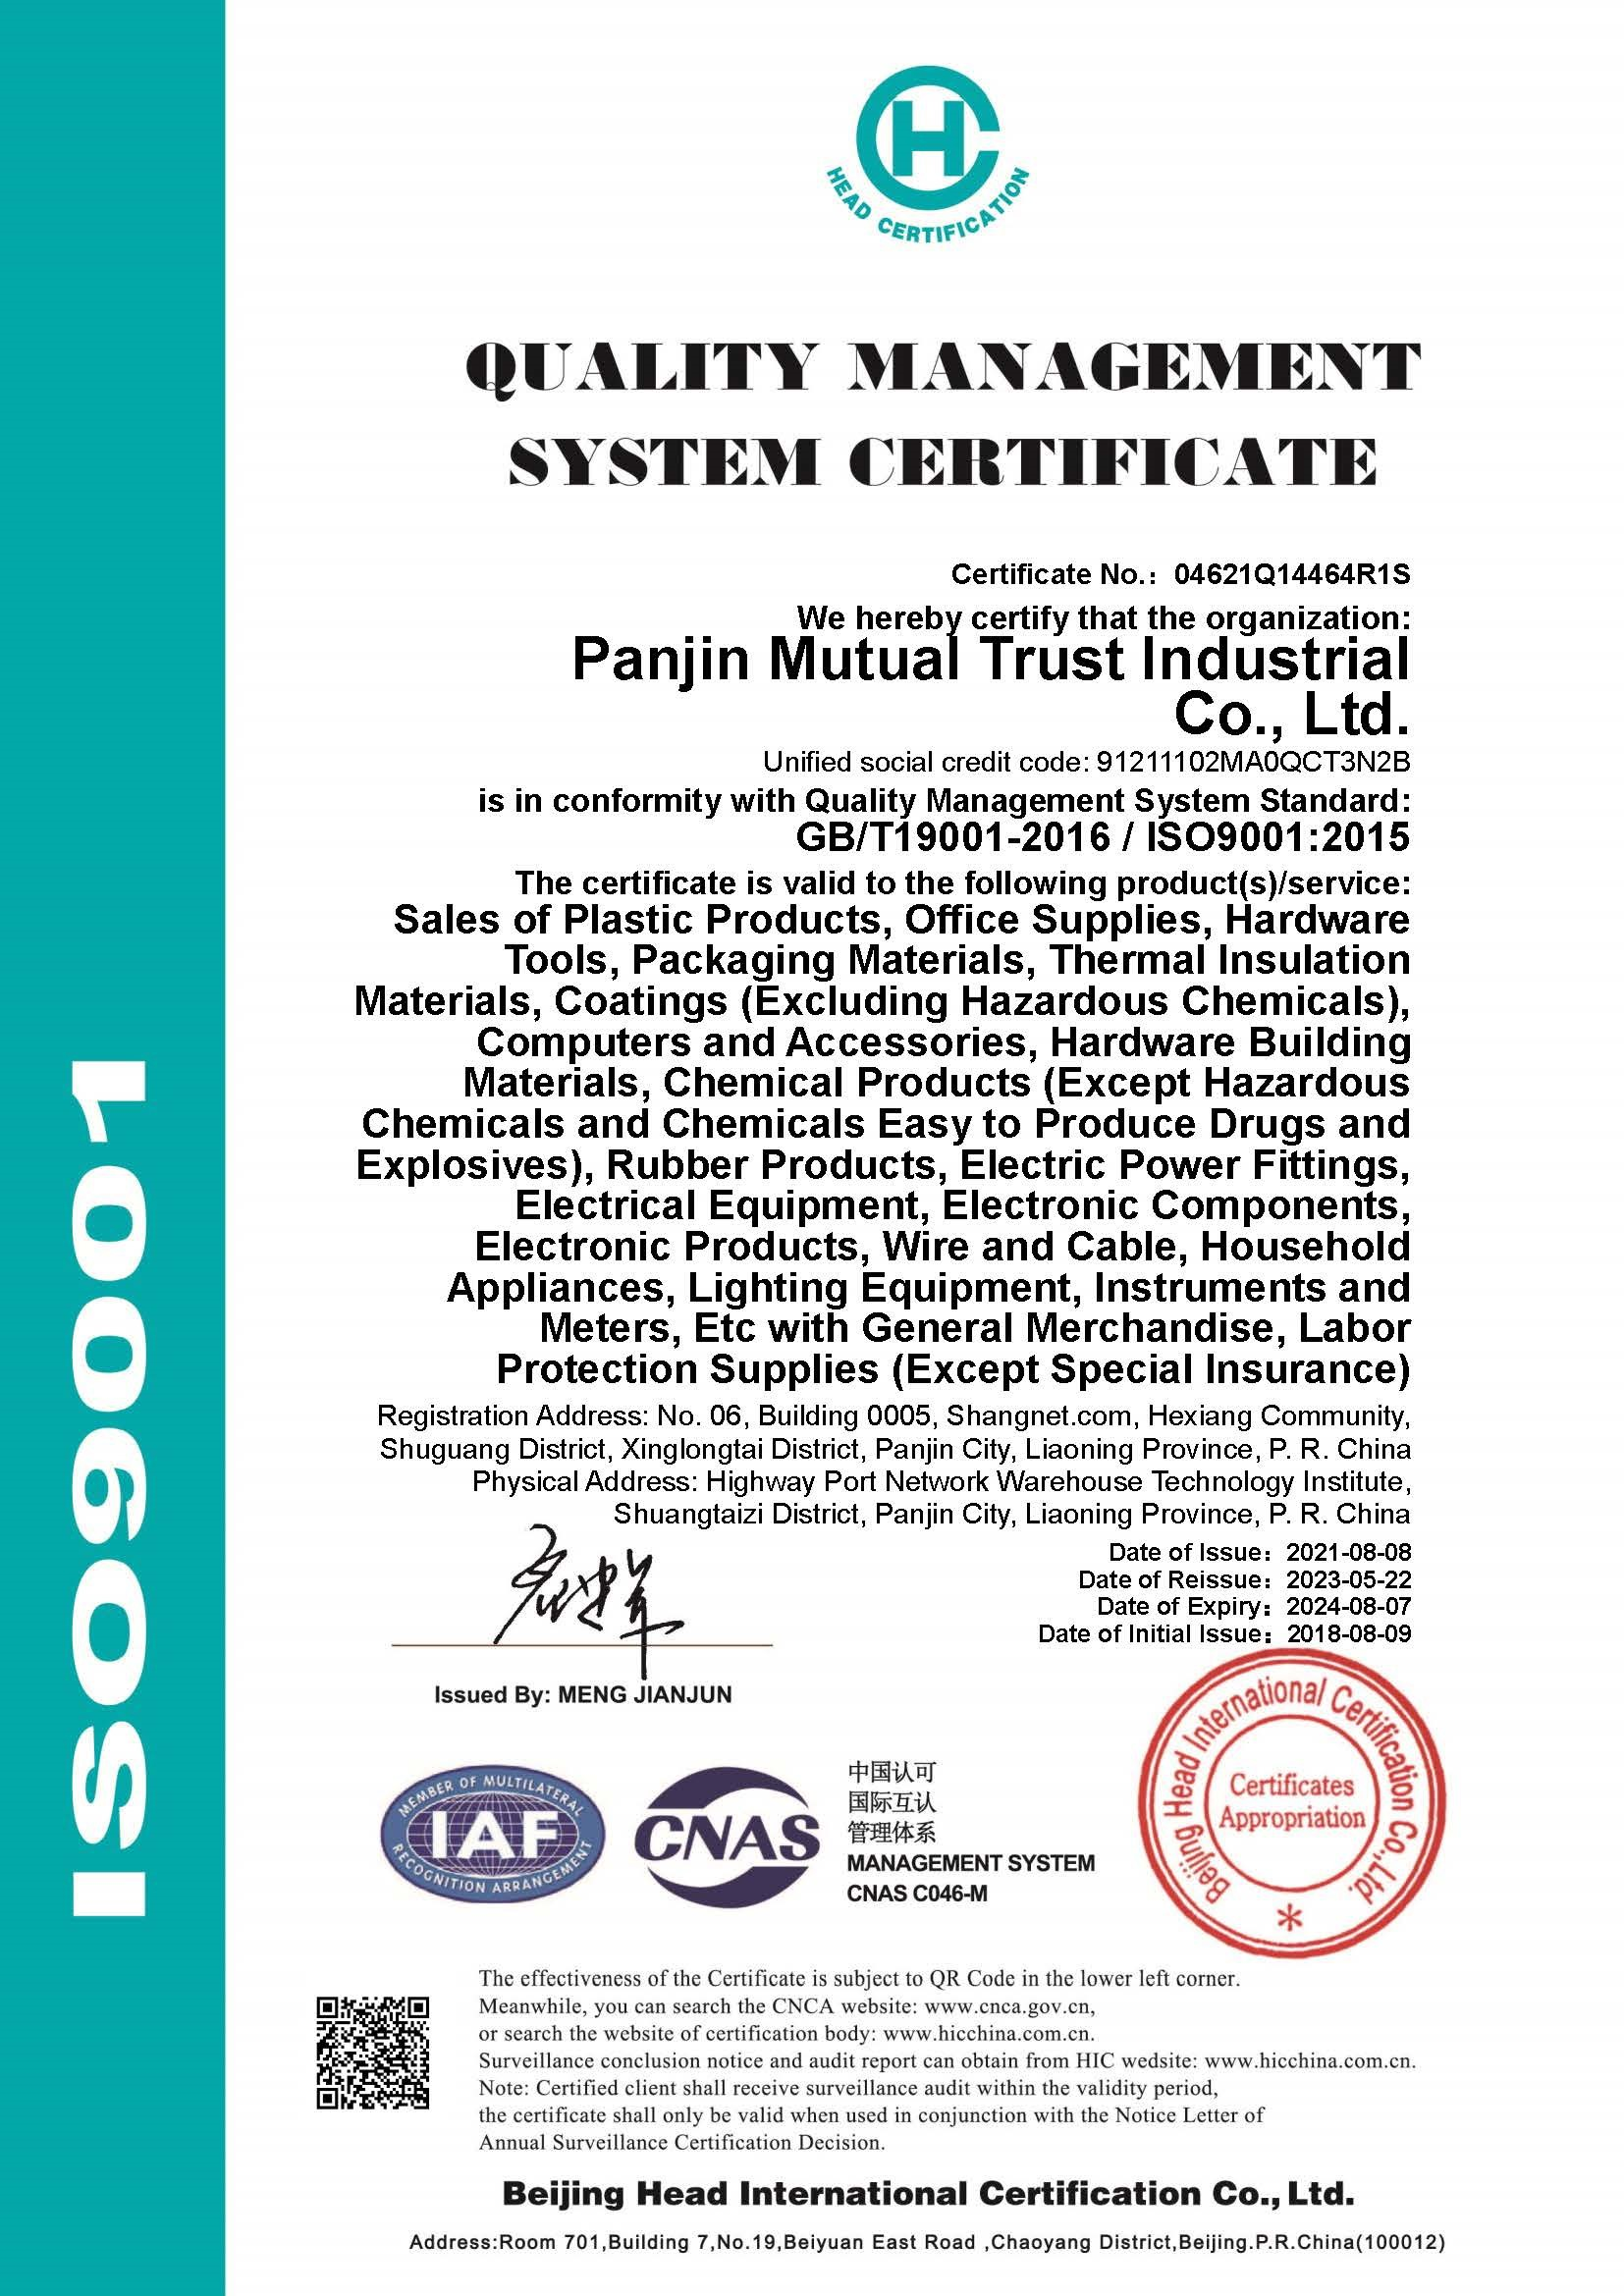 HC
HEAD CERTIFICATION
QUALITY MANAGEMENT
SYSTEM CERTIFICATE
Certificate No.：04621Q14464R1S
We hereby certify that the organization:
Panjin Mutual Trust Industrial
Co., Ltd.
Unified social credit code: 91211102MA0QCT3N2B
is in conformity with Quality Management System Standard:
GB/T19001-2016 / ISO9001:2015
The certificate is valid to the following product(s)/service:
Sales of Plastic Products, Office Supplies, Hardware
Tools, Packaging Materials, Thermal Insulation
Materials, Coatings (Excluding Hazardous Chemicals),
Computers and Accessories, Hardware Building
Materials, Chemical Products (Except Hazardous
Chemicals and Chemicals Easy to Produce Drugs and
Explosives), Rubber Products, Electric Power Fittings,
Electrical Equipment, Electronic Components,
Electronic Products, Wire and Cable, Household
Appliances, Lighting Equipment, Instruments and
Meters, Etc with General Merchandise, Labor
Protection Supplies (Except Special Insurance)
Registration Address: No. 06, Building 0005, Shangnet.com, Hexiang Community,
Shuguang District, Xinglongtai District, Panjin City, Liaoning Province, P. R. China
Physical Address: Highway Port Network Warehouse Technology Institute,
Shuangtaizi District, Panjin City, Liaoning Province, P. R. China
Date of Issue：2021-08-08
Date of Reissue：2023-05-22
Date of Expiry：2024-08-07
Date of Initial Issue：2018-08-09
Issued By: MENG JIANJUN
ISO9001
MEMBER OF MULTILATERAL
IAF
RECOGNITION ARRANGEMENT
CNAS
中国认可
国际互认
管理体系
MANAGEMENT SYSTEM
CNAS C046-M
Beijing Head International Certification Co.,Ltd.
Certificates
Appropriation
The effectiveness of the Certificate is subject to QR Code in the lower left corner.
Meanwhile, you can search the CNCA website: www.cnca.gov.cn,
or search the website of certification body: www.hicchina.com.cn.
Surveillance conclusion notice and audit report can obtain from HIC wedsite: www.hicchina.com.cn.
Note: Certified client shall receive surveillance audit within the validity period,
the certificate shall only be valid when used in conjunction with the Notice Letter of
Annual Surveillance Certification Decision.
Beijing Head International Certification Co., Ltd.
Address:Room 701,Building 7,No.19,Beiyuan East Road ,Chaoyang District,Beijing.P.R.China(100012)